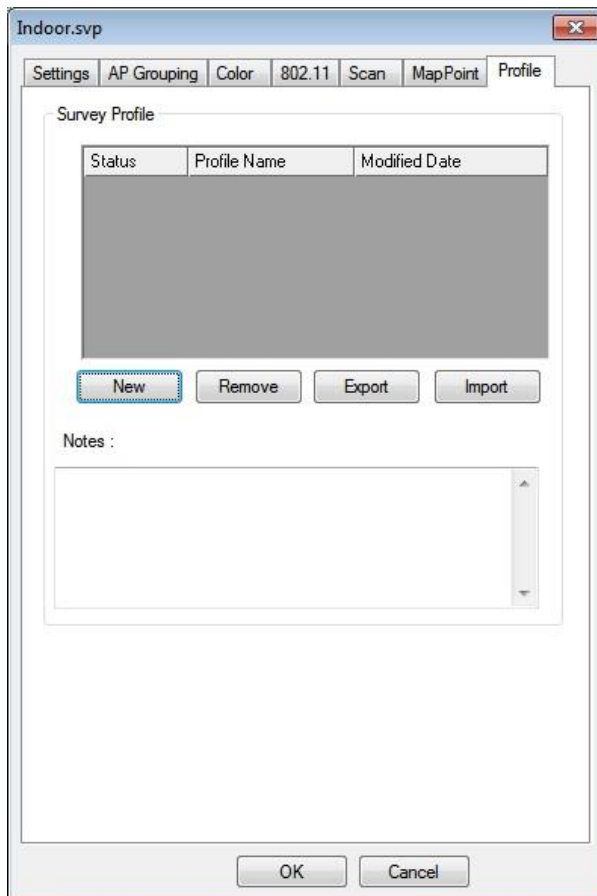 Indoor.svp
Settings AP Grouping Color 802.11 Scan MapPoint Profile
Survey Profile
Status Profile Name Modified Date
New Remove Export Import
Notes :
OK Cancel